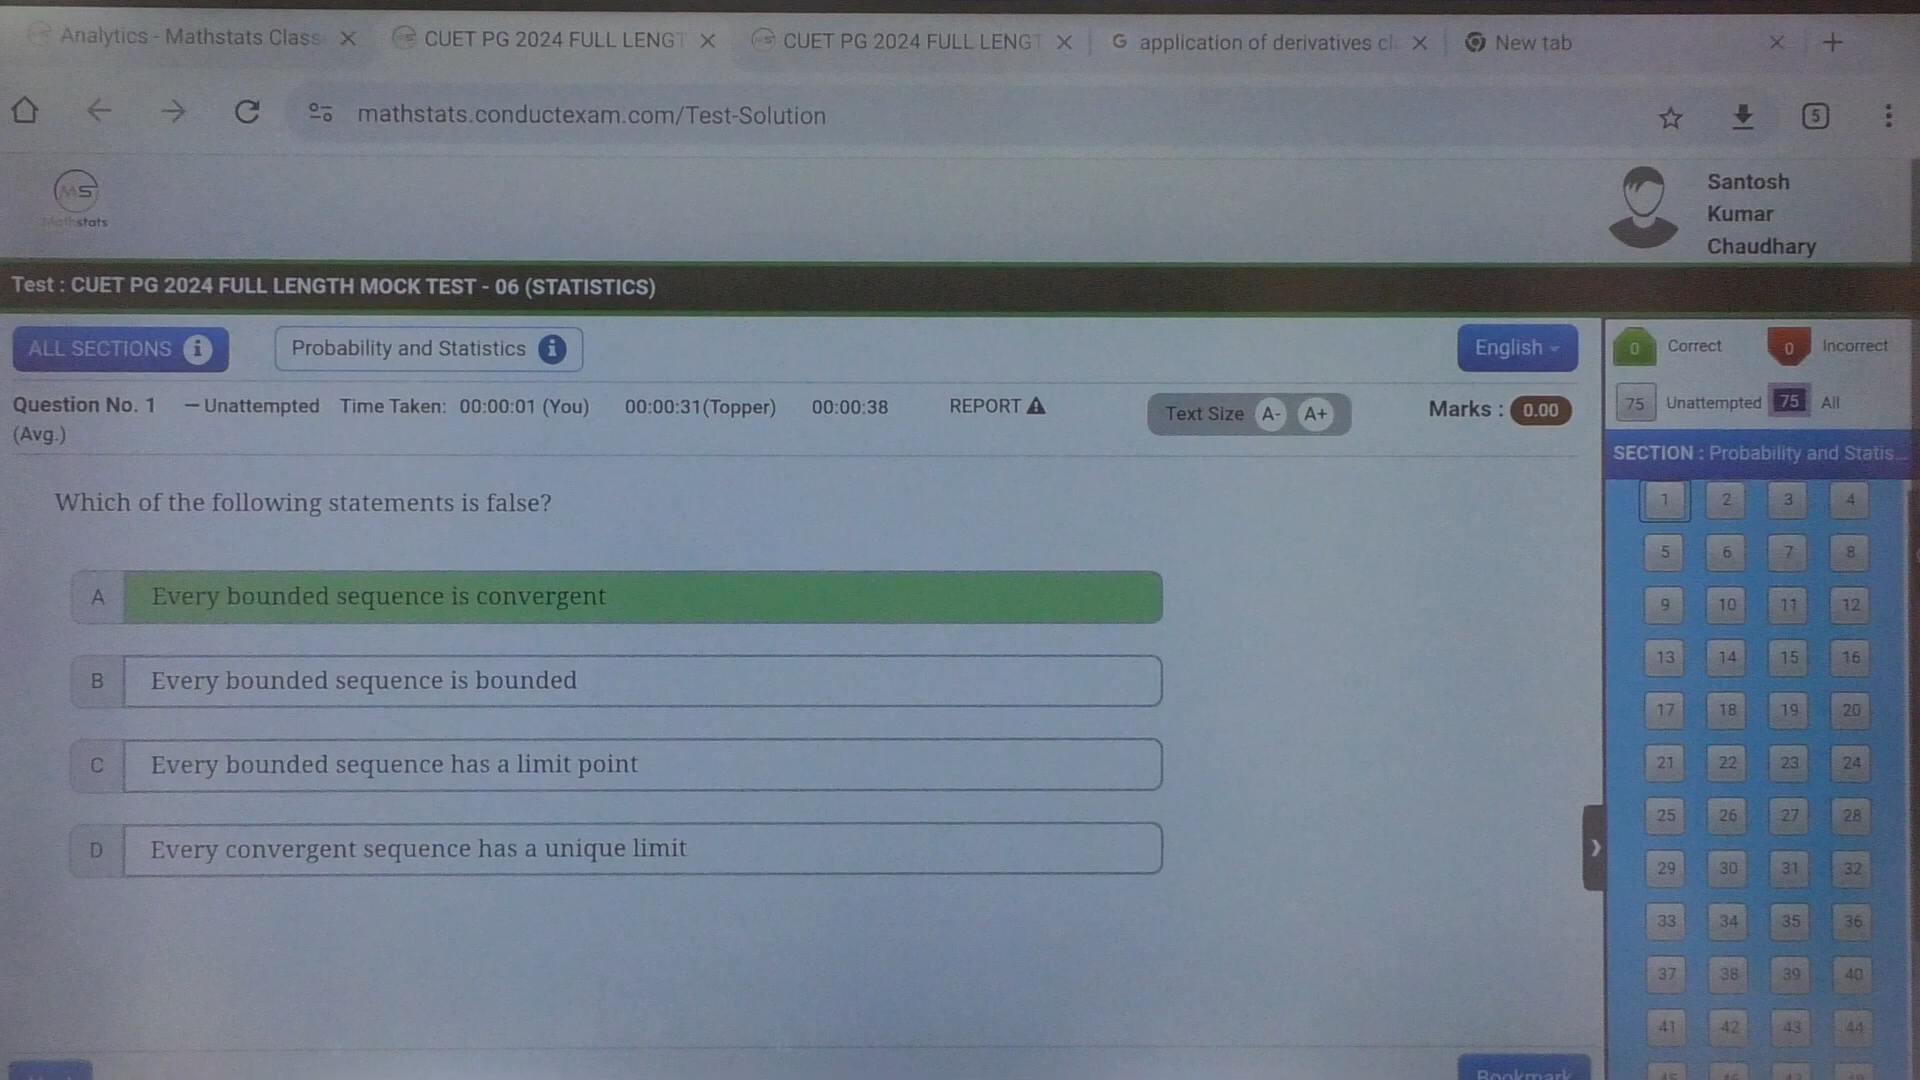 Analytics - Mathstats Class
CUET PG 2024 FULL LENGT
CUET PG 2024 FULL LENGT
G application of derivatives cl
New tab
mathstats.conductexam.com/Test-Solution
5
MS
Mathstats
Santosh
Kumar
Chaudhary
Test : CUET PG 2024 FULL LENGTH MOCK TEST - 06 (STATISTICS)
ALL SECTIONS i
Probability and Statistics i
English
0 Correct
0 Incorrect
Question No. 1 — Unattempted Time Taken: 00:00:01 (You) 00:00:31(Topper) 00:00:38
(Avg.)
REPORT
Text Size A- A+
Marks : 0.00
75 Unattempted 75 All
SECTION : Probability and Statis...
Which of the following statements is false?
A Every bounded sequence is convergent
B Every bounded sequence is bounded
C Every bounded sequence has a limit point
D Every convergent sequence has a unique limit
1 2 3 4
5 6 7 8
9 10 11 12
13 14 15 16
17 18 19 20
21 22 23 24
25 26 27 28
29 30 31 32
33 34 35 36
37 38 39 40
41 42 43 44
Bookmark